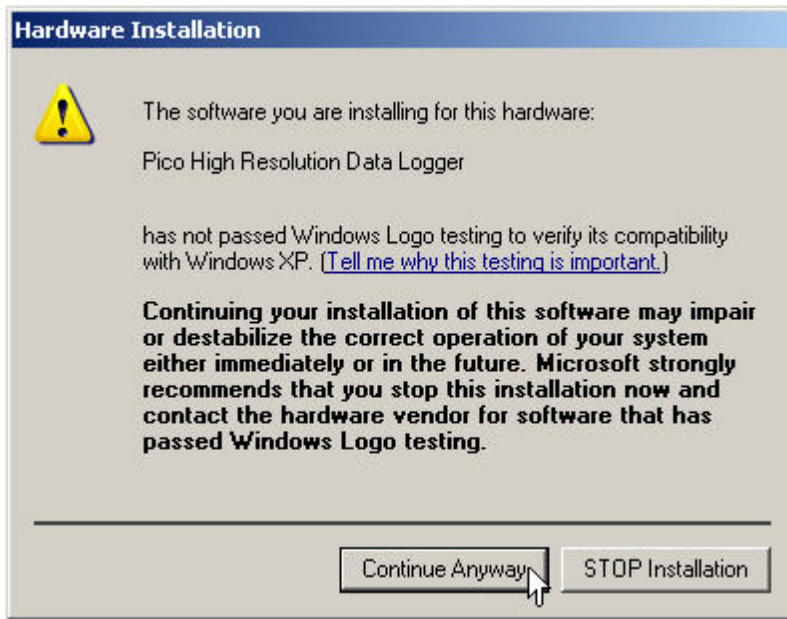 Hardware Installation
The software you are installing for this hardware:
Pico High Resolution Data Logger
has not passed Windows Logo testing to verify its compatibility
with Windows XP. (Tell me why this testing is important.)
Continuing your installation of this software may impair
or destabilize the correct operation of your system
either immediately or in the future. Microsoft strongly
recommends that you stop this installation now and
contact the hardware vendor for software that has
passed Windows Logo testing.
Continue Anyway
STOP Installation